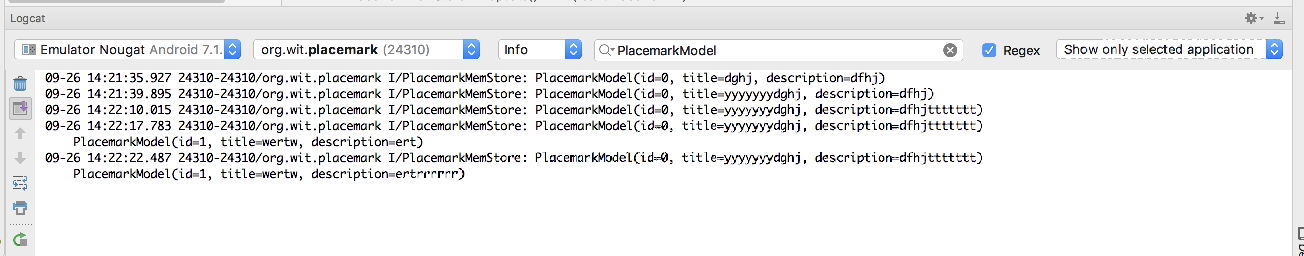 Logcat
Emulator Nougat Android 7.1. org.wit.placemark (24310) Info PlacemarkModel Regex Show only selected application
09-26 14:21:35.927 24310-24310/org.wit.placemark I/PlacemarkMemStore: PlacemarkModel(id=0, title=dghj, description=dfhj)
09-26 14:21:39.895 24310-24310/org.wit.placemark I/PlacemarkMemStore: PlacemarkModel(id=0, title=yyyyyyydghj, description=dfhj)
09-26 14:22:10.015 24310-24310/org.wit.placemark I/PlacemarkMemStore: PlacemarkModel(id=0, title=yyyyyyydghj, description=dfhjttttttt)
09-26 14:22:17.783 24310-24310/org.wit.placemark I/PlacemarkMemStore: PlacemarkModel(id=0, title=yyyyyyydghj, description=dfhjttttttt)
PlacemarkModel(id=1, title=wertw, description=ert)
09-26 14:22:22.487 24310-24310/org.wit.placemark I/PlacemarkMemStore: PlacemarkModel(id=0, title=yyyyyyydghj, description=dfhjttttttt)
PlacemarkModel(id=1, title=wertw, description=ertrrrrrr)